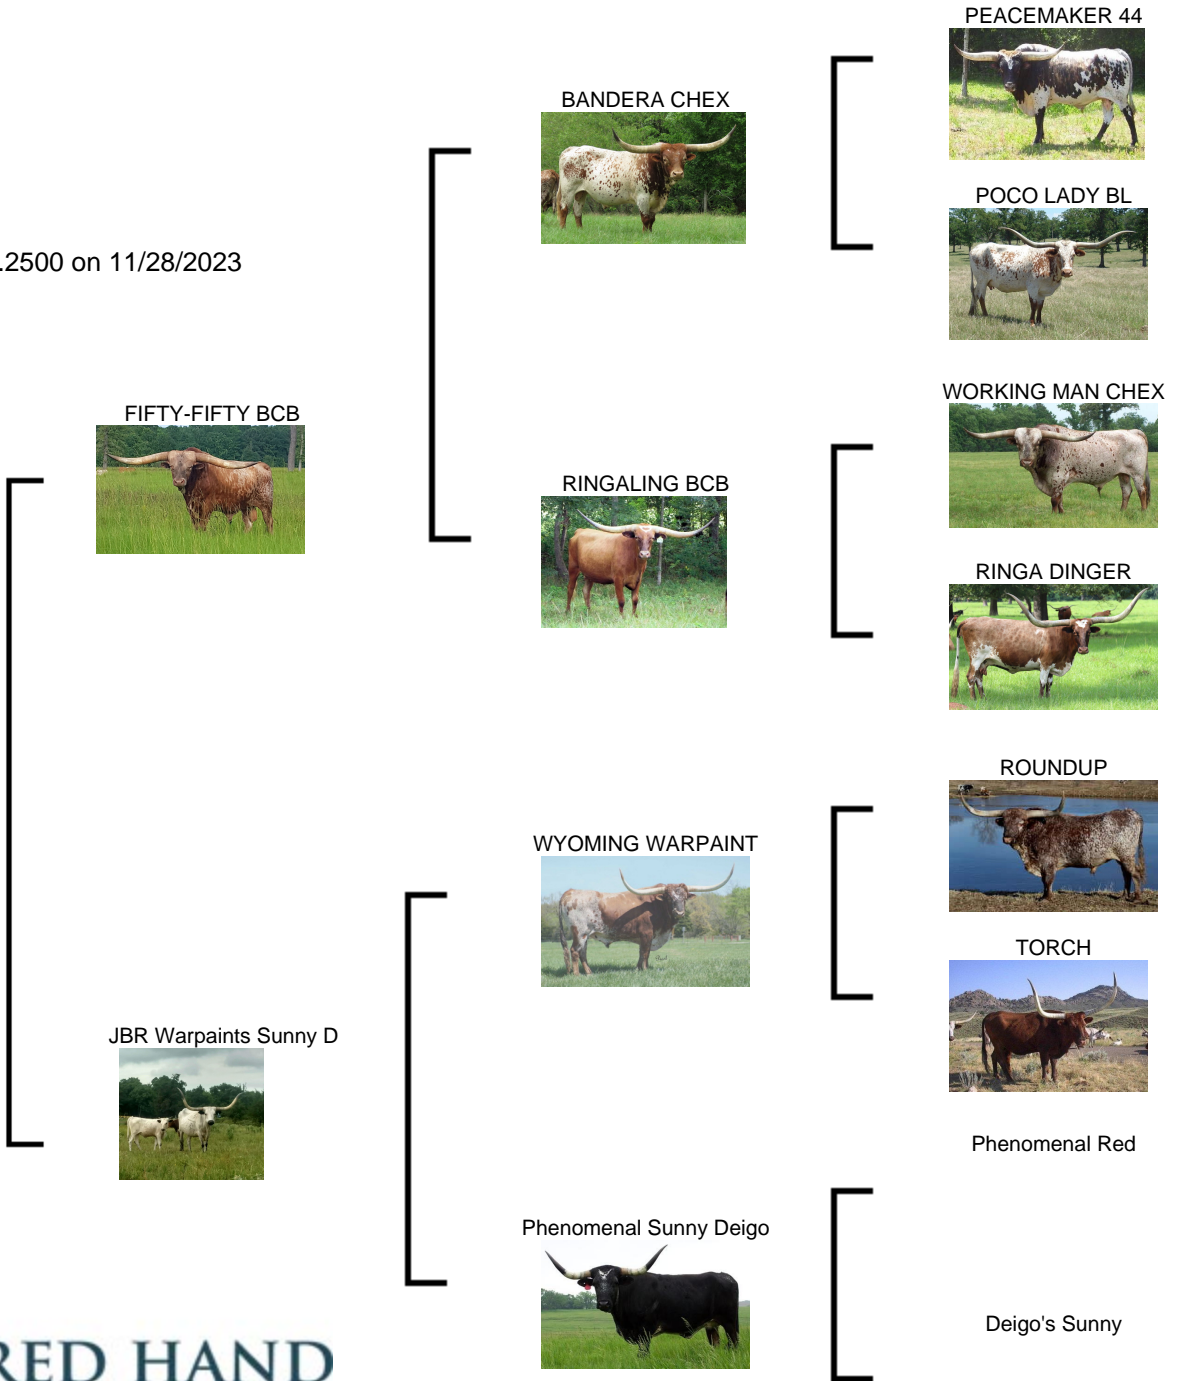 PEACEMAKER 44
BANDERA CHEX
POCO LADY BL
.2500 on 11/28/2023
WORKING MAN CHEX
FIFTY-FIFTY BCB
RINGALING BCB
RINGA DINGER
ROUNDUP
WYOMING WARPAINT
TORCH
JBR Warpaints Sunny D
Phenomenal Red
Phenomenal Sunny Deigo
Deigo's Sunny
RED HAND